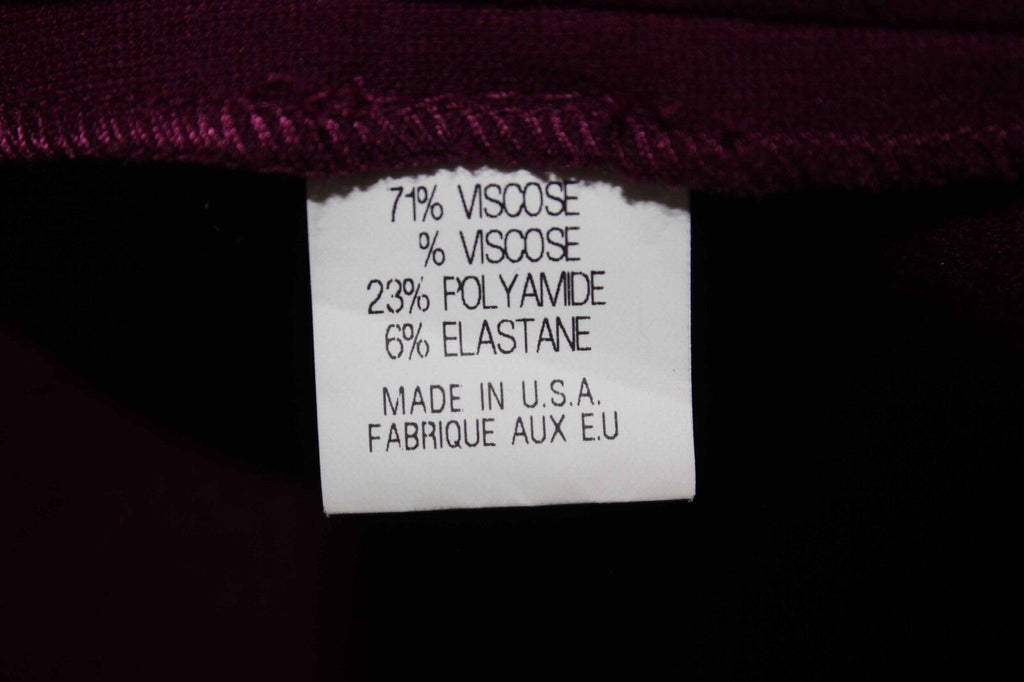 71% VISCOSE
% VISCOSE
23% POLYAMIDE
6% ELASTANE
MADE IN U.S.A.
FABRIQUE AUX E.U